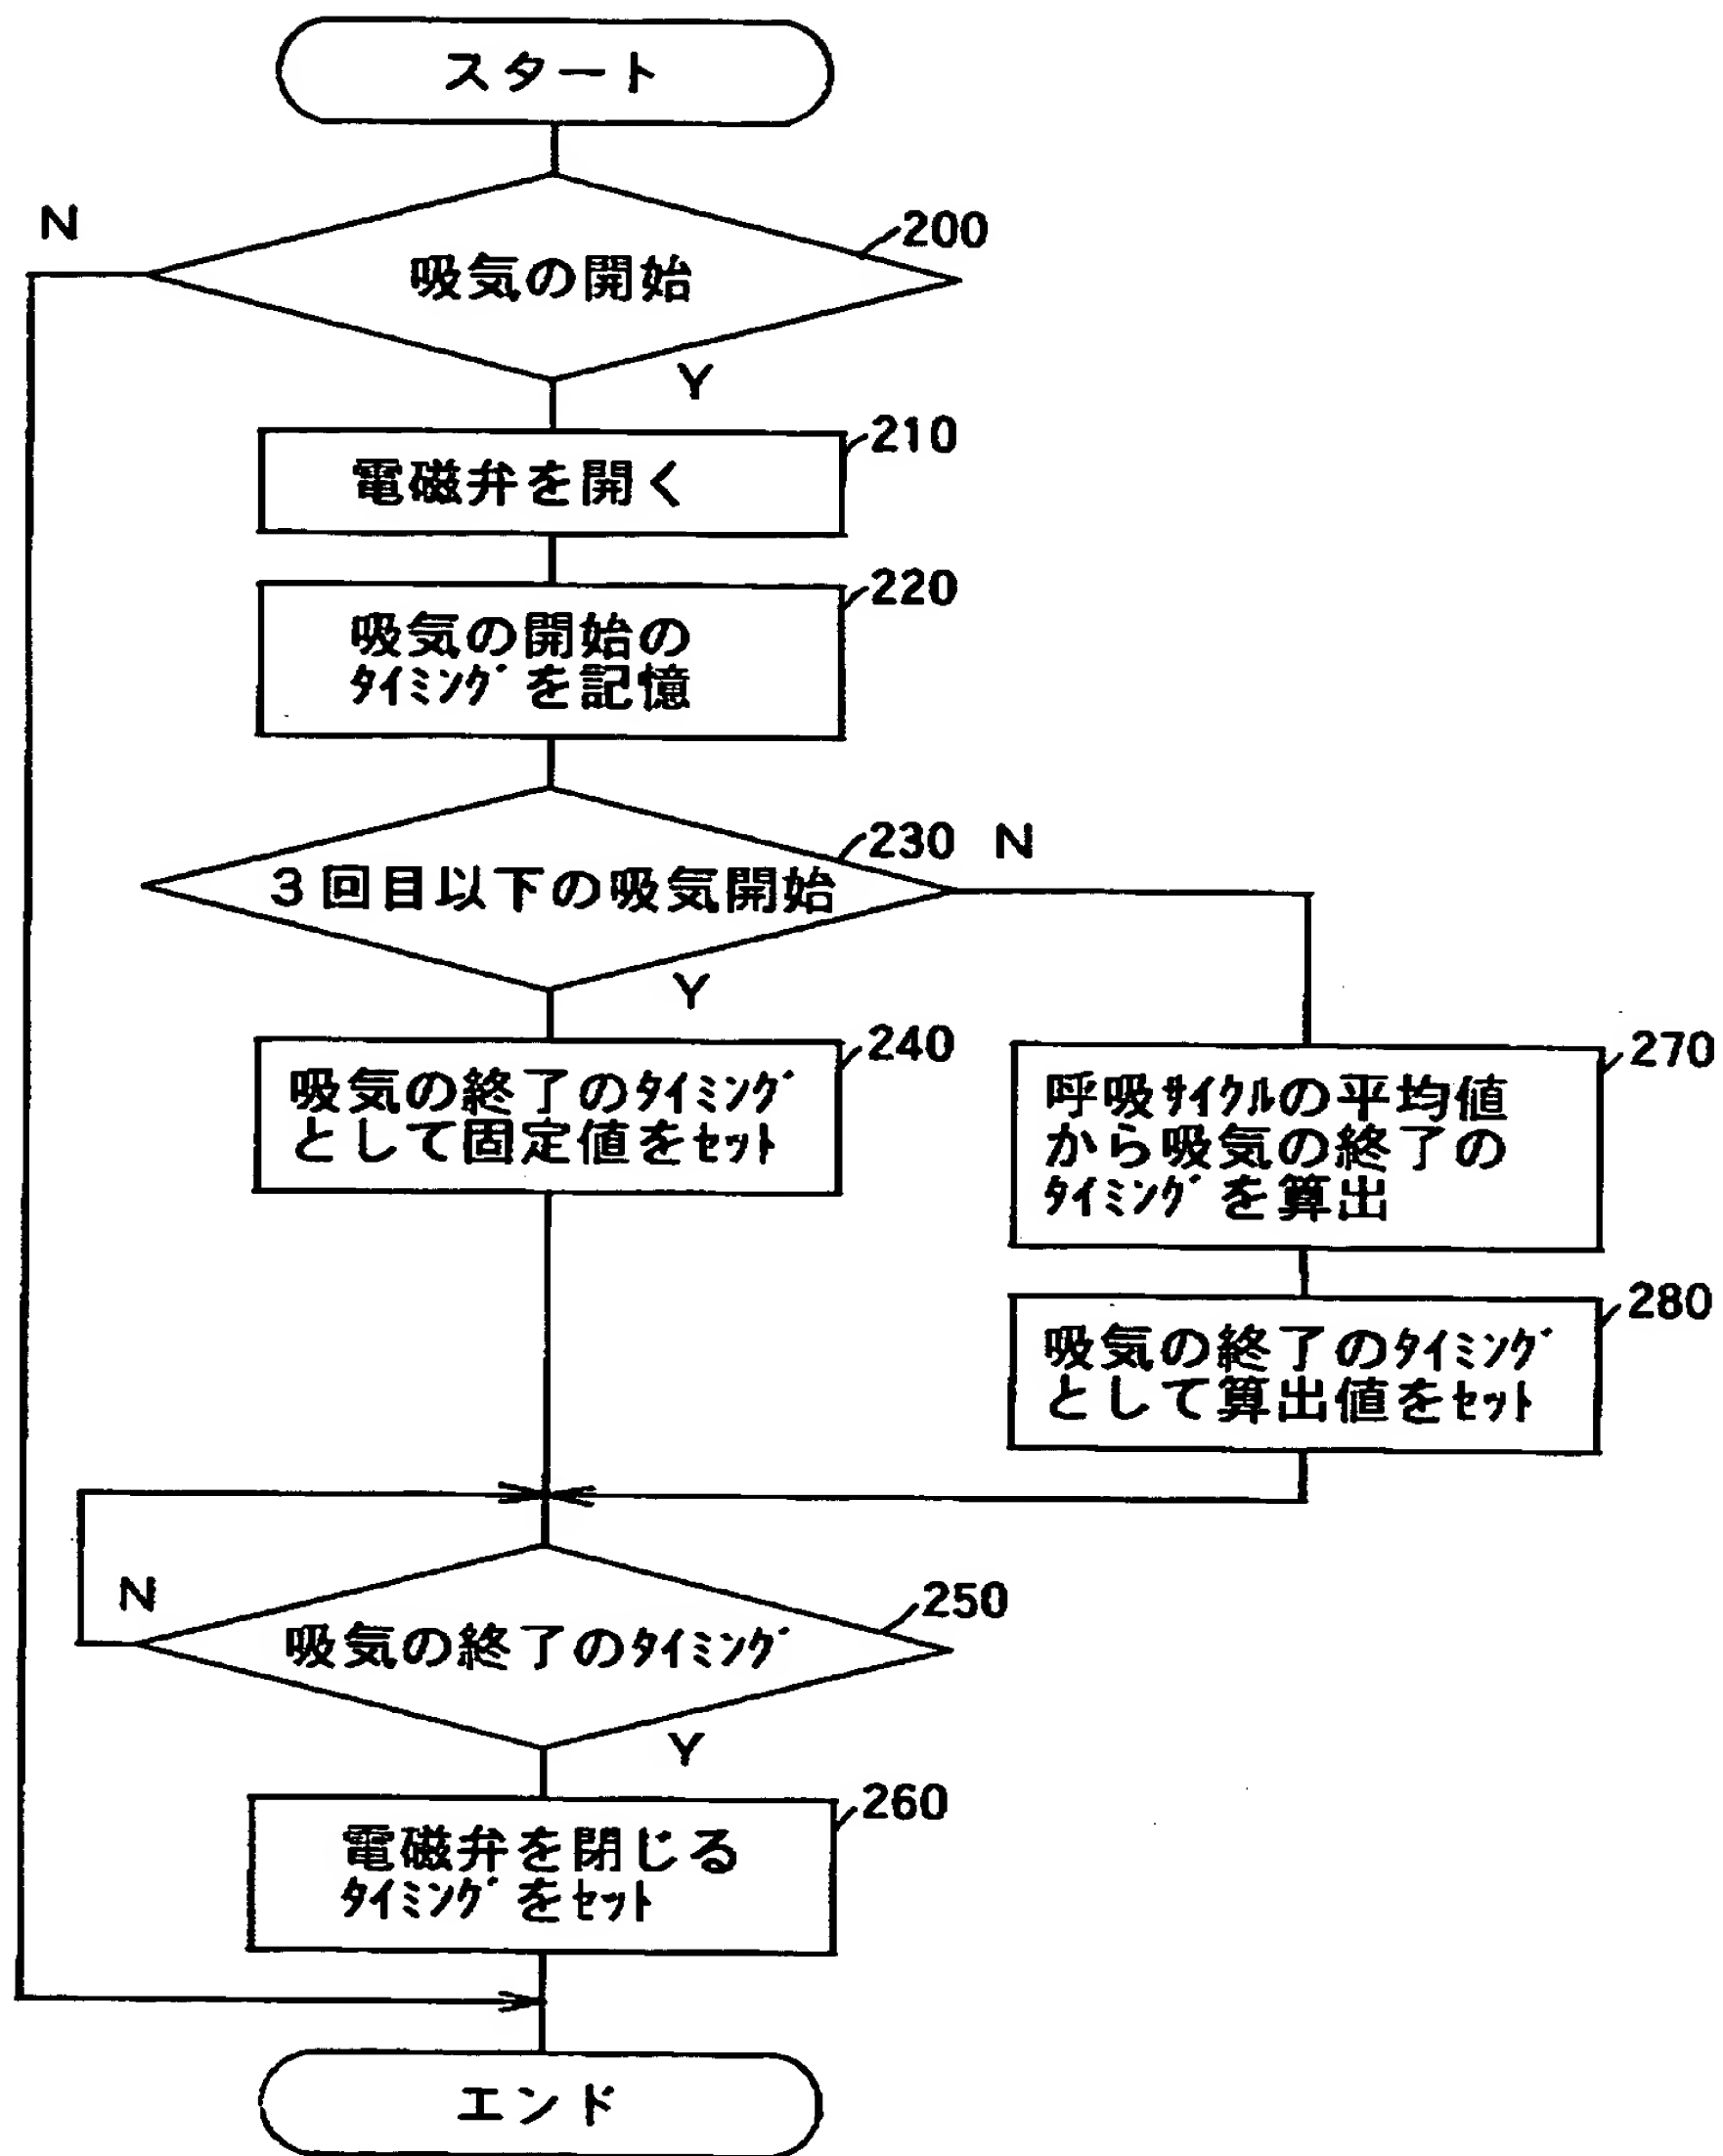 スタート
N
200
吸気の開始
Y
210
電磁弁を開く
220
吸気の開始の
ﾀｲﾐﾝｸﾞを記憶
230 N
3回目以下の吸気開始
Y
240
吸気の終了のﾀｲﾐﾝｸﾞ
として固定値をｾｯﾄ
270
呼吸ｻｲｸﾙの平均値
から吸気の終了の
ﾀｲﾐﾝｸﾞを算出
280
吸気の終了のﾀｲﾐﾝｸﾞ
として算出値をｾｯﾄ
N
250
吸気の終了のﾀｲﾐﾝｸﾞ
Y
260
電磁弁を閉じる
ﾀｲﾐﾝｸﾞをｾｯﾄ
エンド